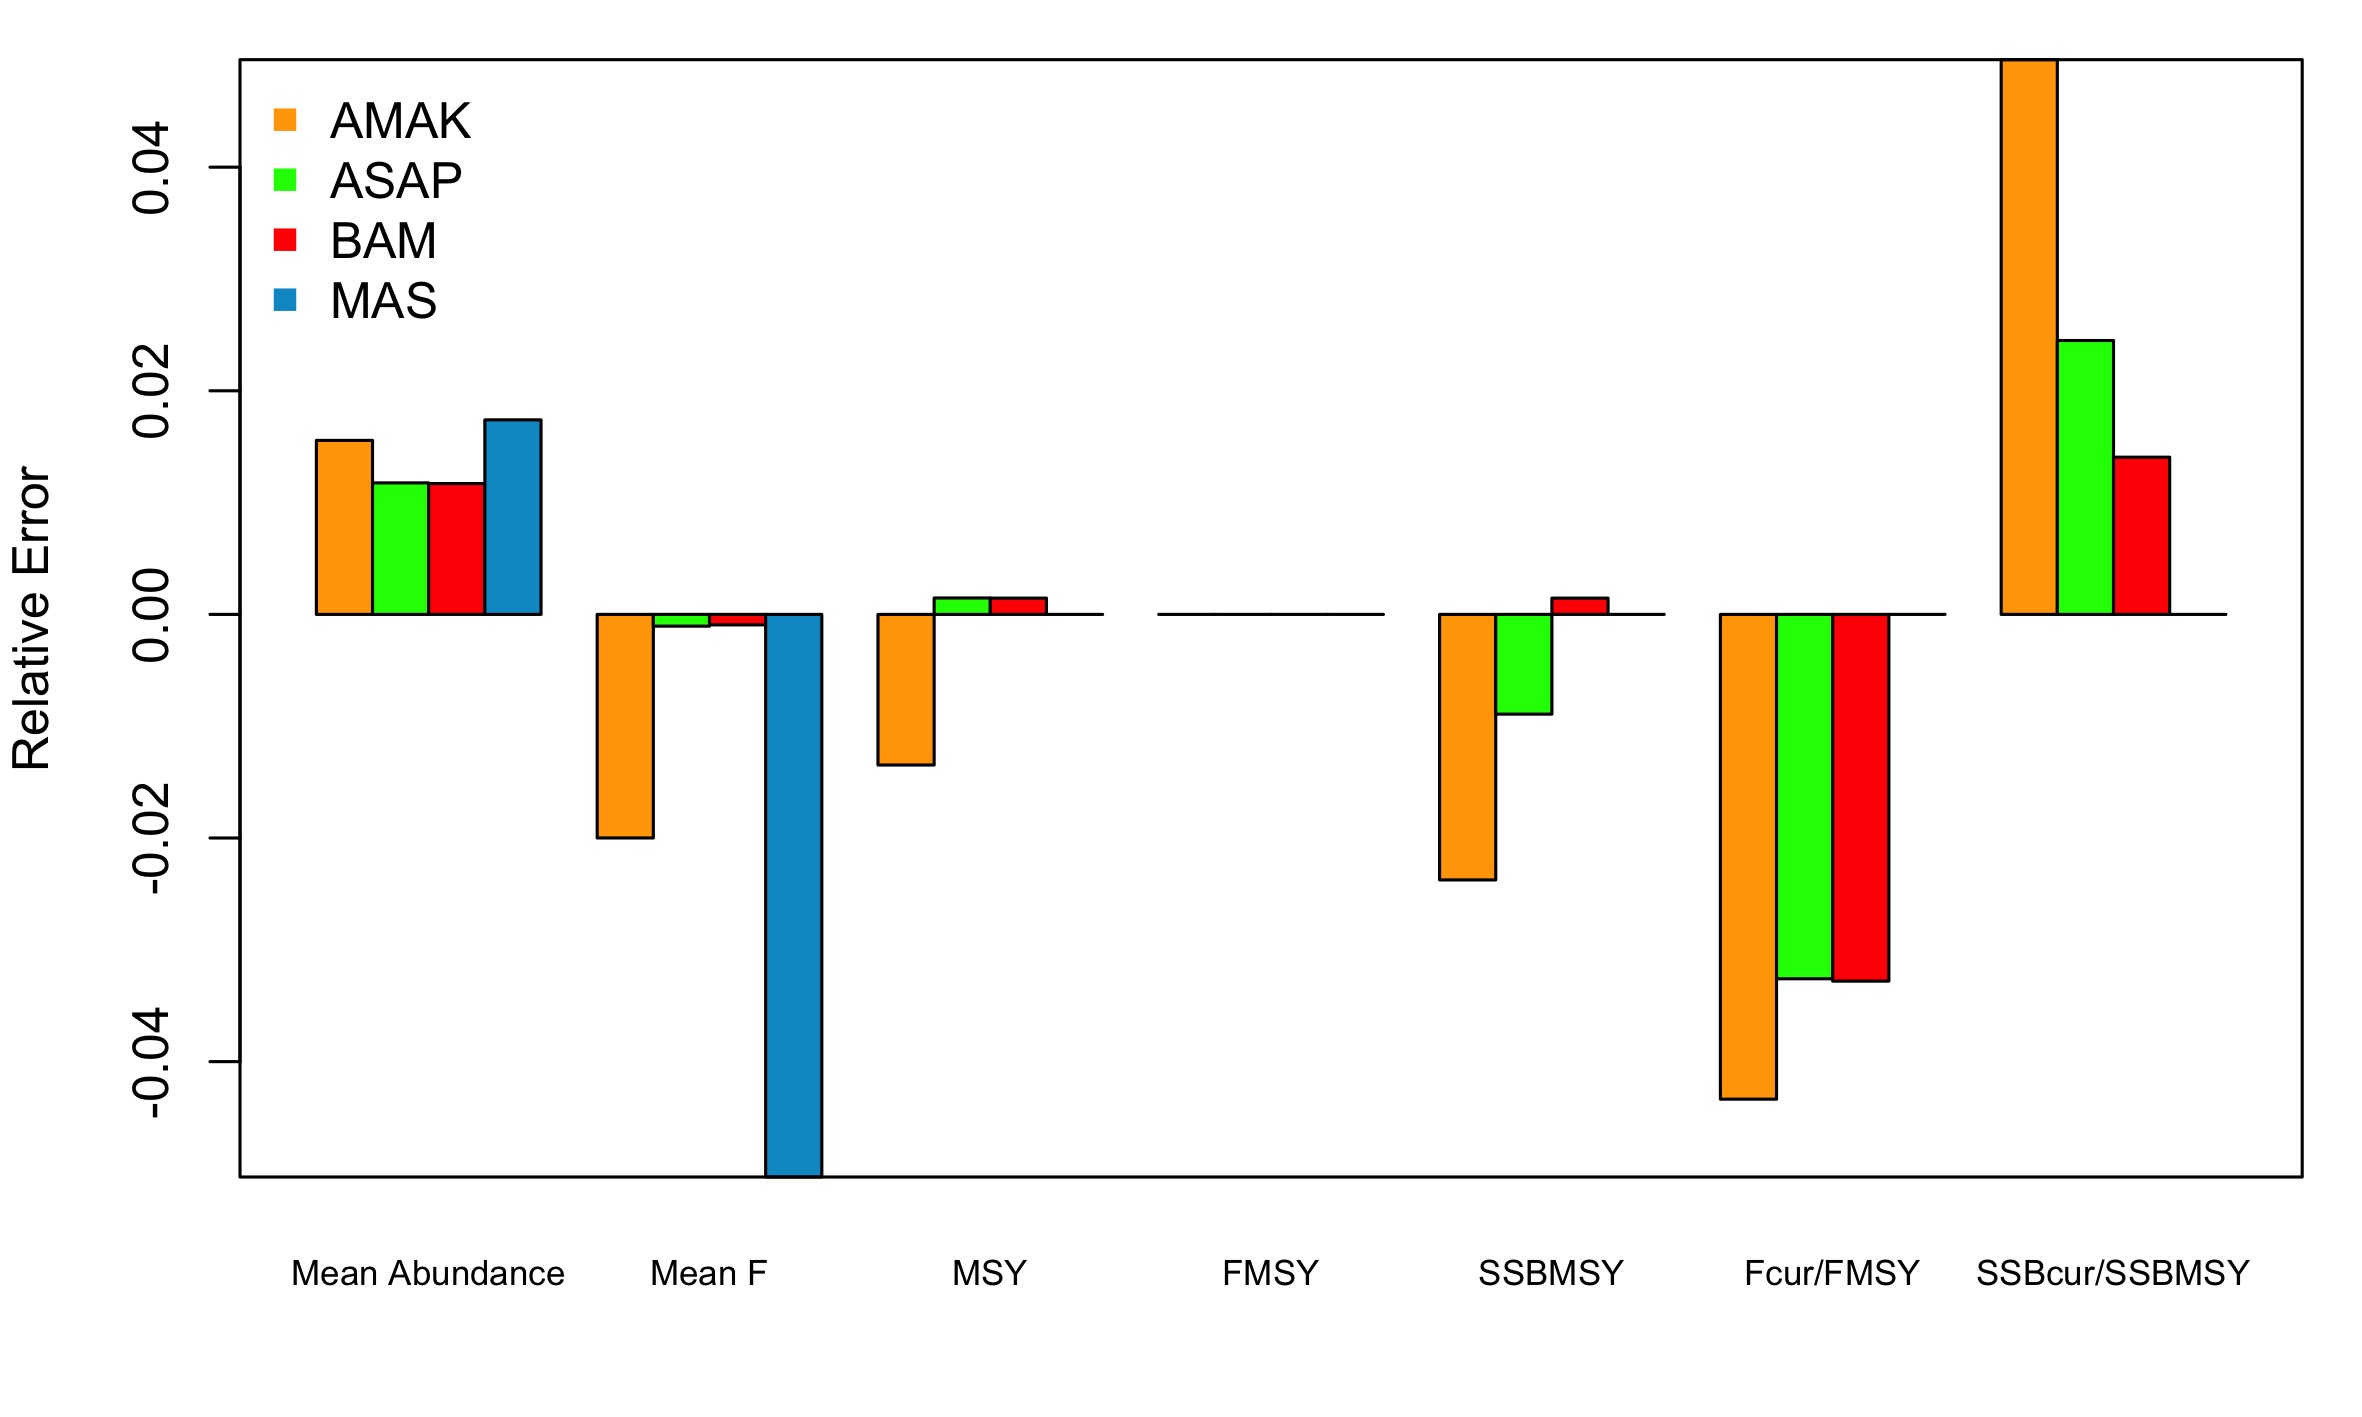 AMAK
ASAP
BAM
MAS
Relative Error
0.04
0.02
0.00
-0.02
-0.04
Mean Abundance
Mean F
MSY
FMSY
SSBMSY
Fcur/FMSY
SSBcur/SSBMSY